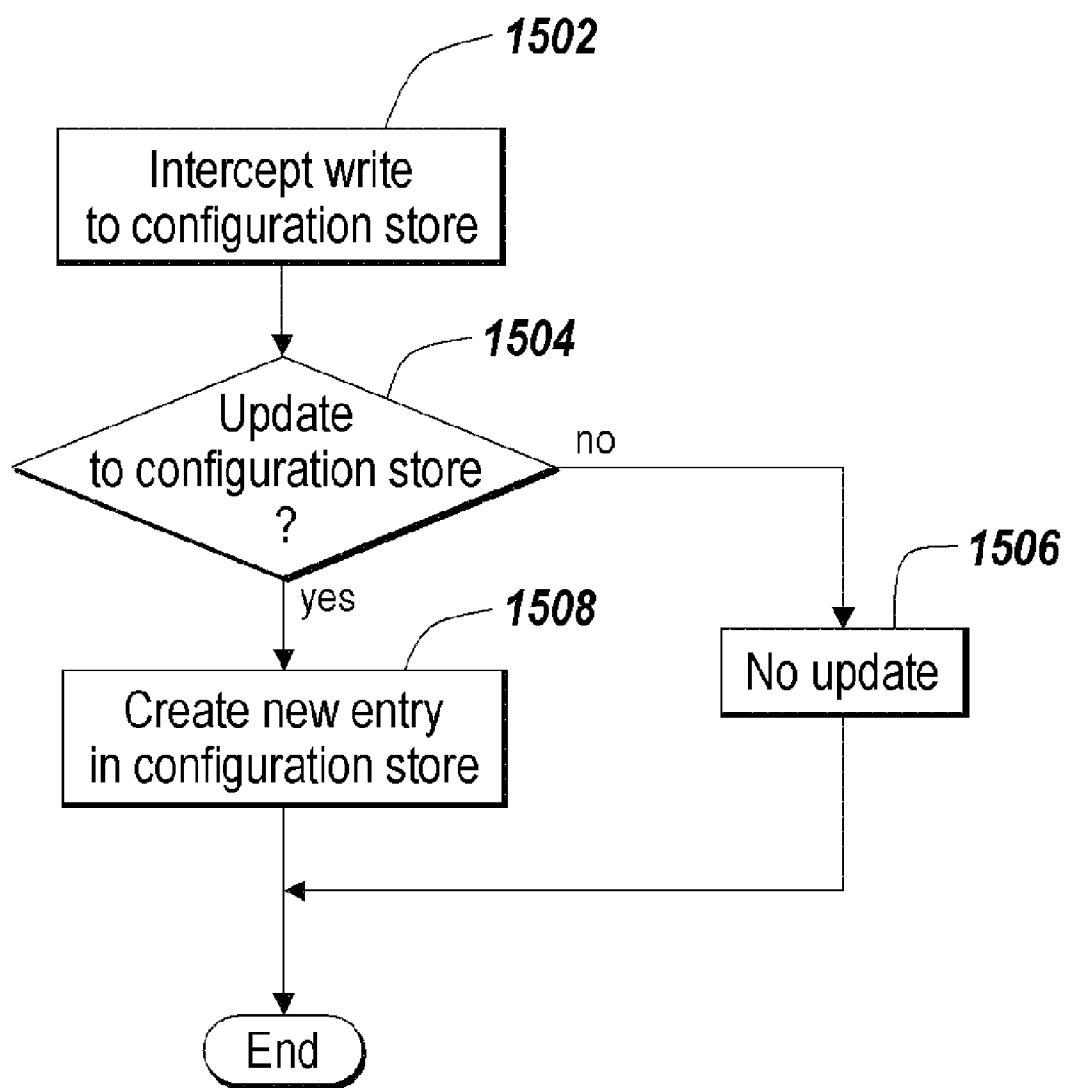 1502
Intercept write
to configuration store
1504
Update
to configuration store
?
no
yes
1506
No update
1508
Create new entry
in configuration store
End